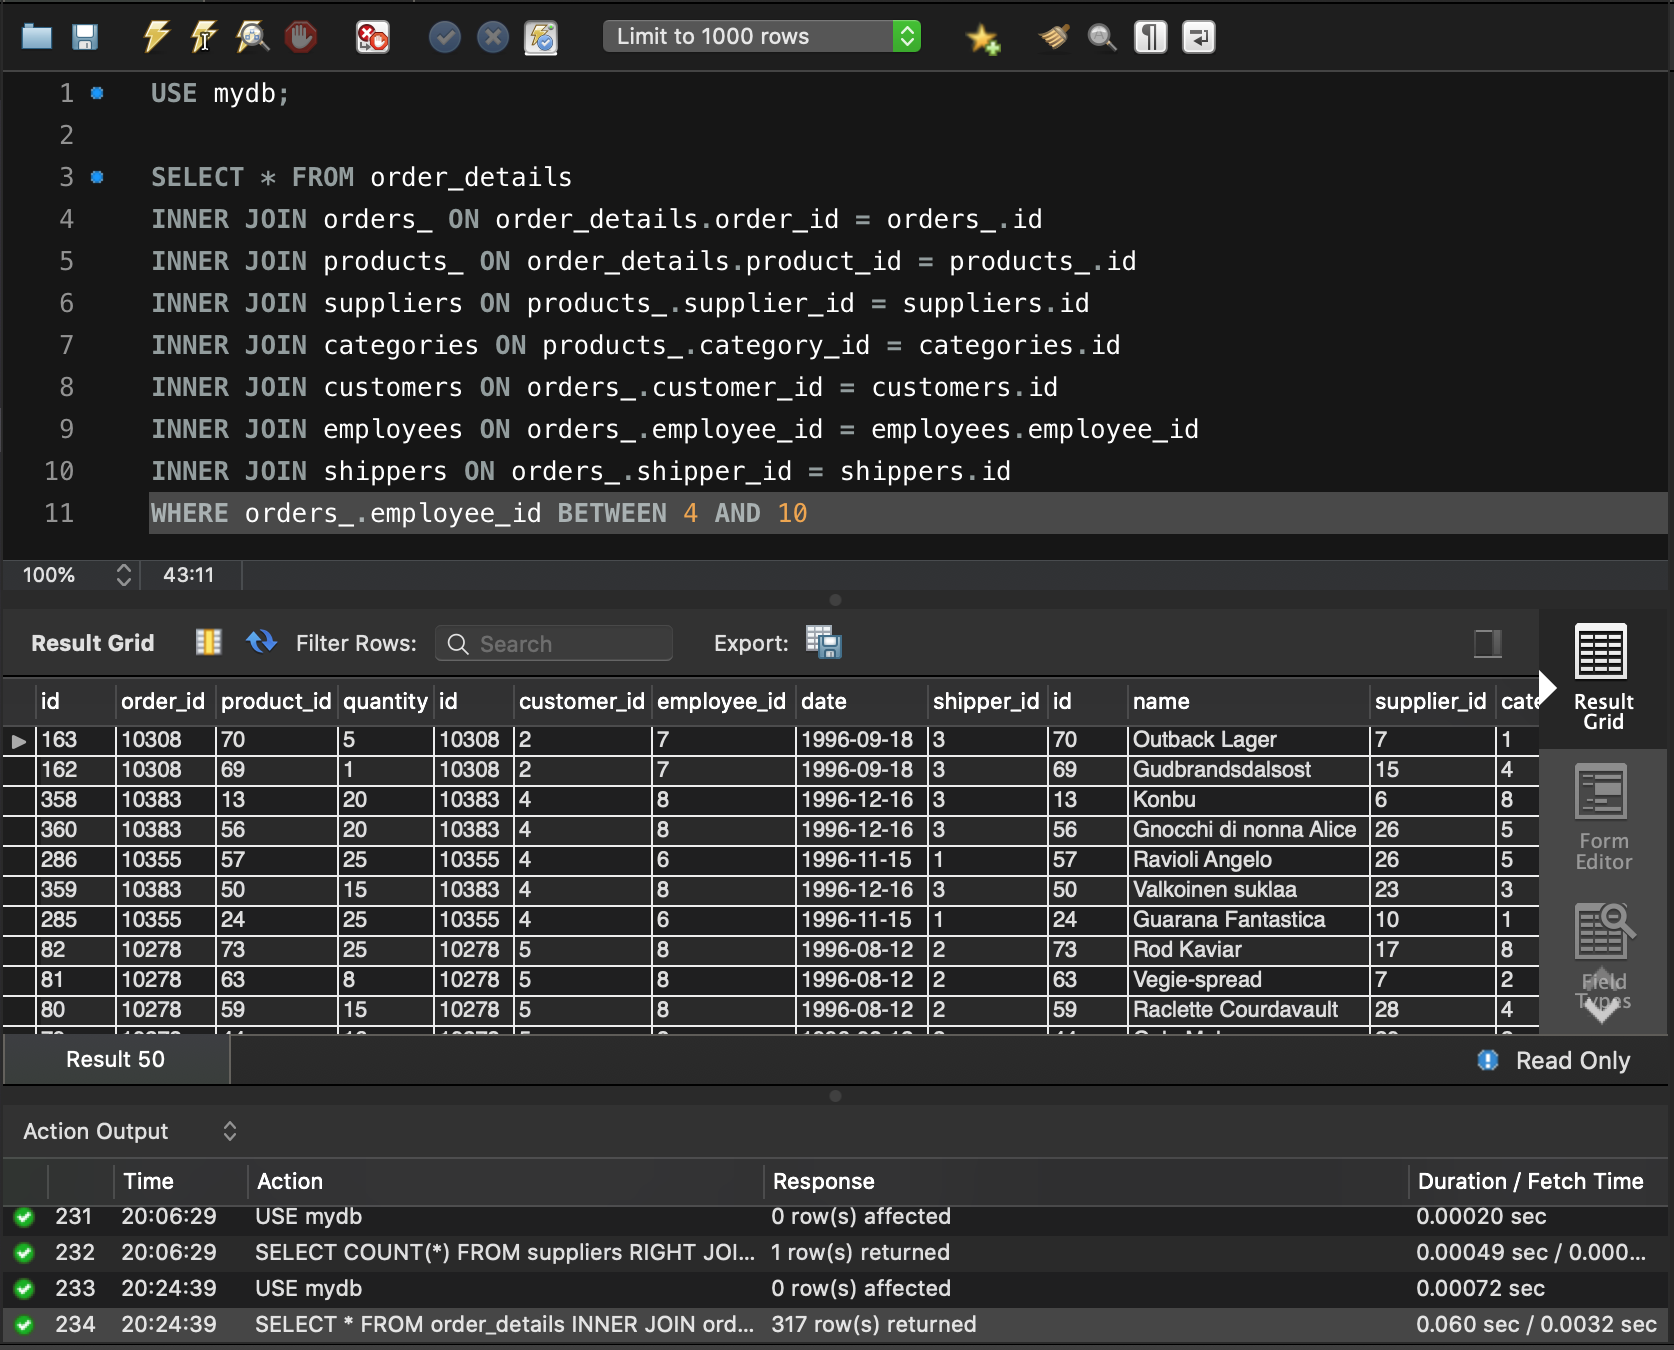 Limit to 1000 rows
1 USE mydb;
2
3 SELECT * FROM order_details
4 INNER JOIN orders_ ON order_details.order_id = orders_.id
5 INNER JOIN products_ ON order_details.product_id = products_.id
6 INNER JOIN suppliers ON products_.supplier_id = suppliers.id
7 INNER JOIN categories ON products_.category_id = categories.id
8 INNER JOIN customers ON orders_.customer_id = customers.id
9 INNER JOIN employees ON orders_.employee_id = employees.employee_id
10 INNER JOIN shippers ON orders_.shipper_id = shippers.id
11 WHERE orders_.employee_id BETWEEN 4 AND 10
100% 43:11
Result Grid Filter Rows: Search Export:
id order_id product_id quantity id customer_id employee_id date shipper_id id name supplier_id cate
163 10308 70 5 10308 2 7 1996-09-18 3 70 Outback Lager 7 1
162 10308 69 1 10308 2 7 1996-09-18 3 69 Gudbrandsdalsost 15 4
358 10383 13 20 10383 4 8 1996-12-16 3 13 Konbu 6 8
360 10383 56 20 10383 4 8 1996-12-16 3 56 Gnocchi di nonna Alice 26 5
286 10355 57 25 10355 4 6 1996-11-15 1 57 Ravioli Angelo 26 5
359 10383 50 15 10383 4 8 1996-12-16 3 50 Valkoinen suklaa 23 3
285 10355 24 25 10355 4 6 1996-11-15 1 24 Guarana Fantastica 10 1
82 10278 73 25 10278 5 8 1996-08-12 2 73 Rod Kaviar 17 8
81 10278 63 8 10278 5 8 1996-08-12 2 63 Vegie-spread 7 2
80 10278 59 15 10278 5 8 1996-08-12 2 59 Raclette Courdavault 28 4
Result
Grid
Form
Editor
Field
Types
Result 50
Read Only
Action Output
Time Action Response Duration / Fetch Time
231 20:06:29 USE mydb 0 row(s) affected 0.00020 sec
232 20:06:29 SELECT COUNT(*) FROM suppliers RIGHT JOI... 1 row(s) returned 0.00049 sec / 0.000...
233 20:24:39 USE mydb 0 row(s) affected 0.00072 sec
234 20:24:39 SELECT * FROM order_details INNER JOIN ord... 317 row(s) returned 0.060 sec / 0.0032 sec